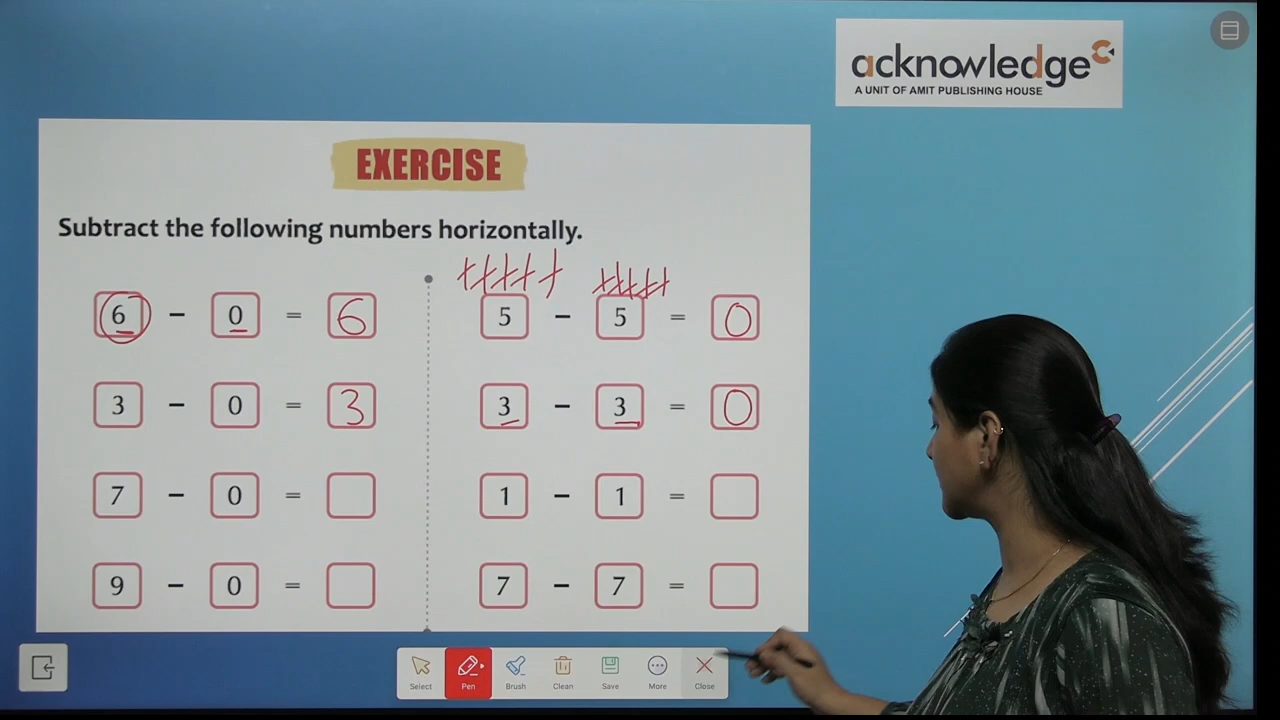 acknowledge
A UNIT OF AMIT PUBLISHING HOUSE
EXERCISE
Subtract the following numbers horizontally.
6 - 0 = 6
5 - 5 = 0
3 - 0 = 3
3 - 3 = 0
7 - 0 =
1 - 1 =
9 - 0 =
7 - 7 =
Select Pen Brush Clean Save More Close